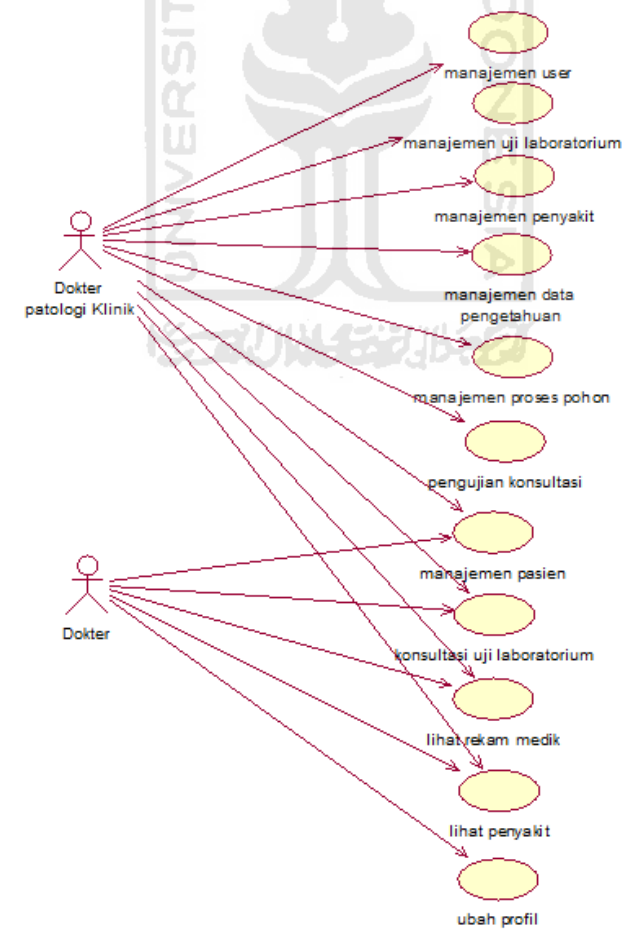 manajemen user
manajemen uji laboratorium
manajemen penyakit
Dokter
patologi Klinik
manajemen data
pengetahuan
manajemen proses pohon
pengujian konsultasi
manajemen pasien
Dokter
konsultasi uji laboratorium
lihat rekam medik
lihat penyakit
ubah profil